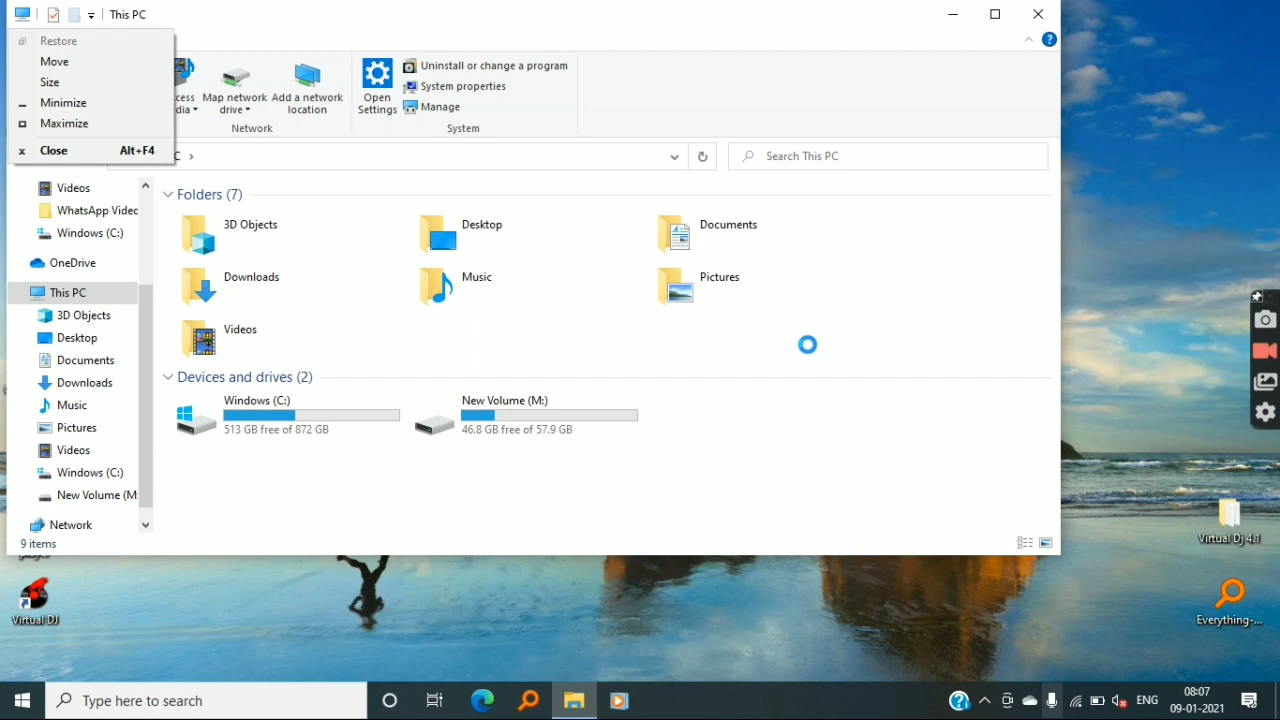 This PC
Restore
Move
Size
Minimize
Maximize
Close Alt+F4
Map network drive
Add a network location
Network
Open Settings
Uninstall or change a program
System properties
Manage
System
Search This PC
Videos
WhatsApp Videc
Windows (C:)
OneDrive
This PC
3D Objects
Desktop
Documents
Downloads
Music
Pictures
Videos
Windows (C:)
New Volume (M:
Network
Folders (7)
3D Objects
Desktop
Documents
Downloads
Music
Pictures
Videos
Devices and drives (2)
Windows (C:)
513 GB free of 872 GB
New Volume (M:)
46.8 GB free of 57.9 GB
9 items
Virtual DJ
Virtual Dj 4.1
Everything-...
Type here to search
ENG
08:07
09-01-2021